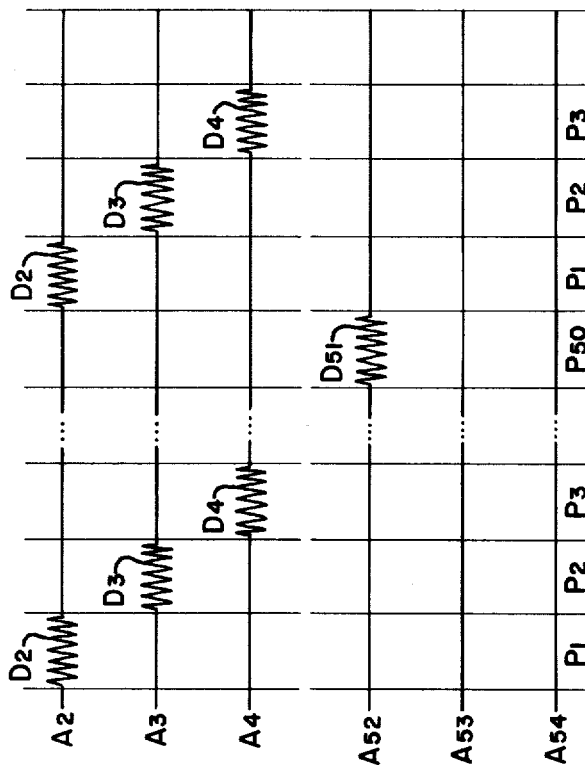 D2 D2
A2 ...
D3 D3
A3 ...
D4 D4
A4 ...
D51
A52 ...
A53 ...
A54 ...
P1 P2 P3 P50 P1 P2 P3